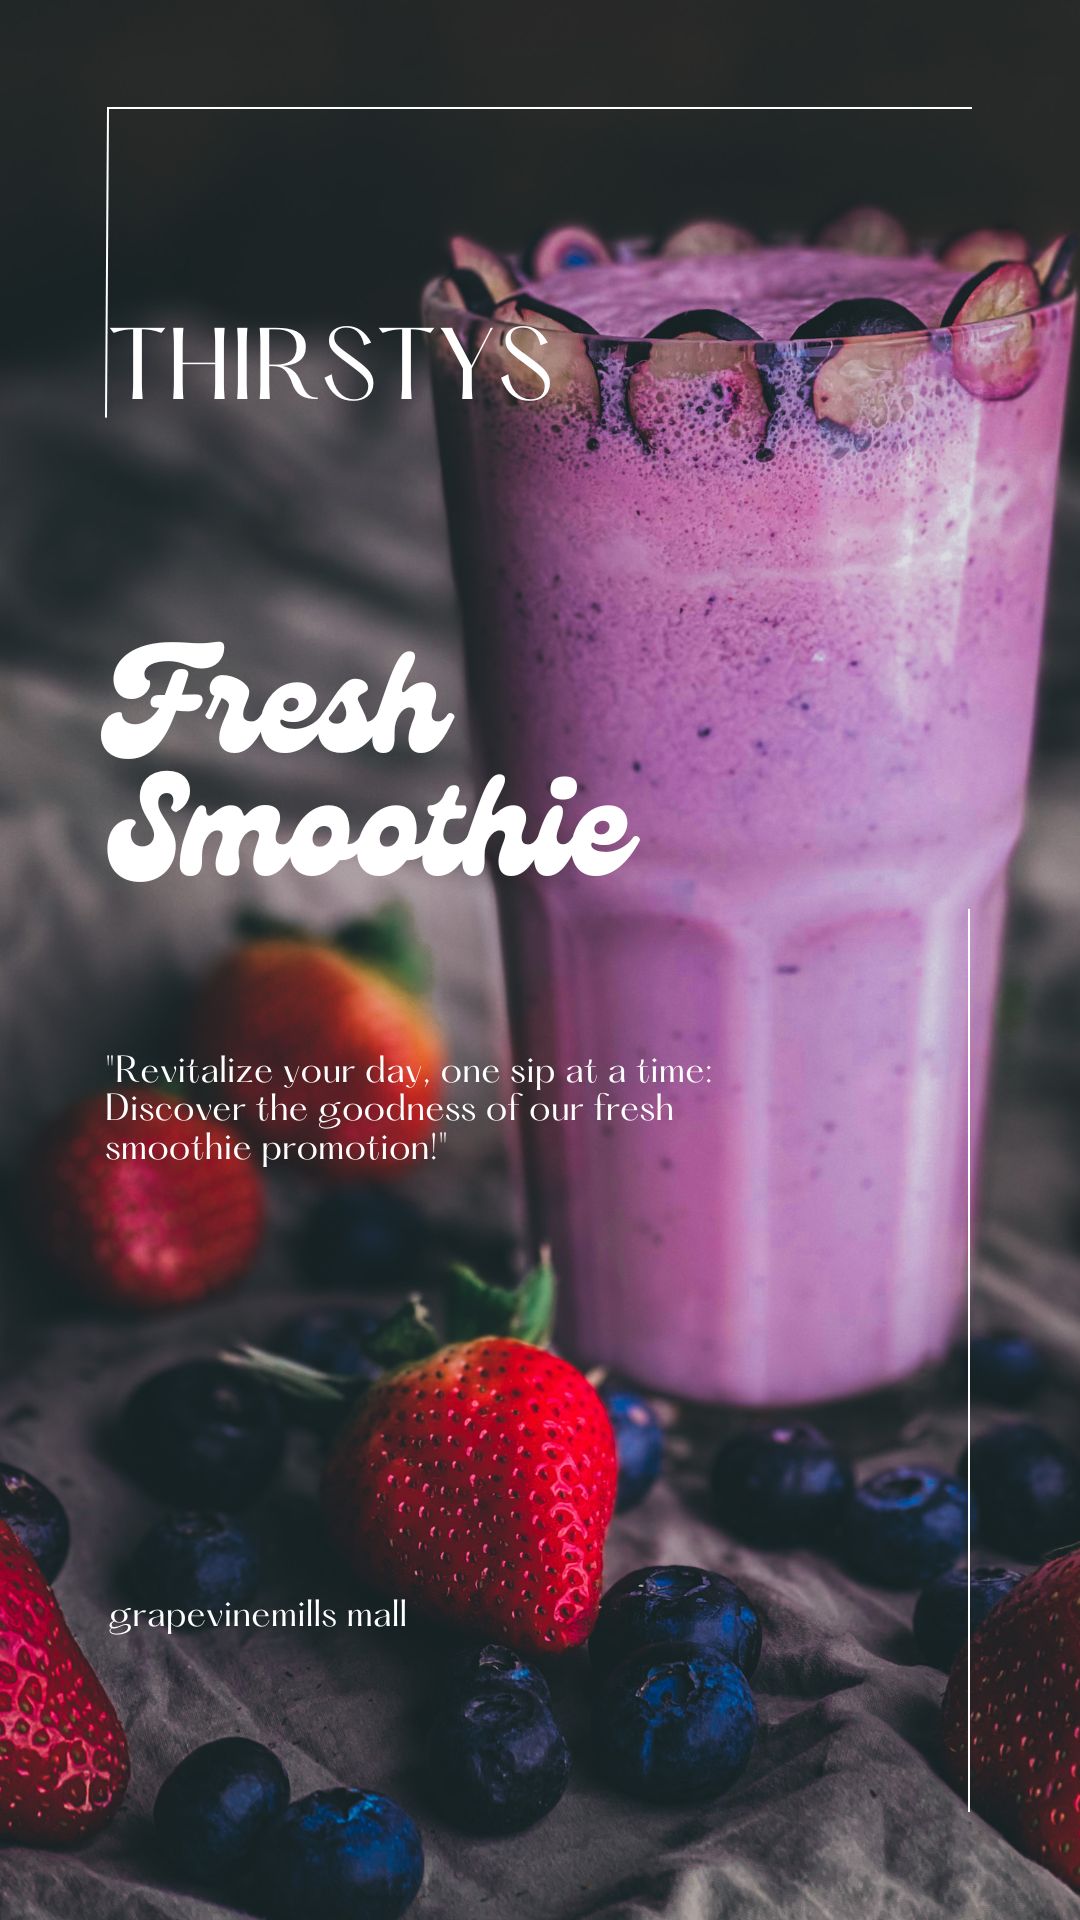 THIRSTYS
Fresh
Smoothie
"Revitalize your day, one sip at a time:
Discover the goodness of our fresh
smoothie promotion!"
grapevinemills mall